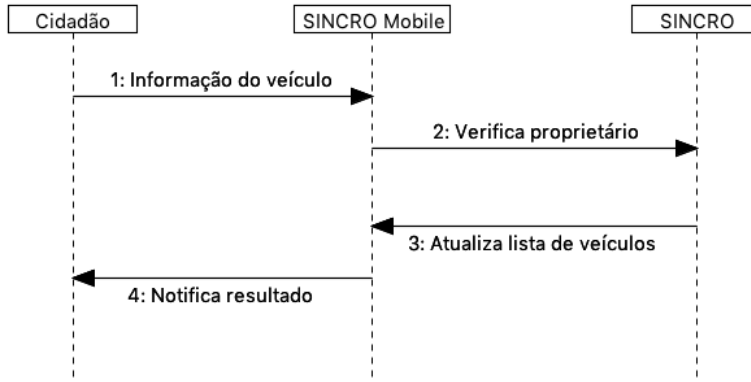 Cidadão
SINCRO Mobile
SINCRO
1: Informação do veículo
2: Verifica proprietário
3: Atualiza lista de veículos
4: Notifica resultado